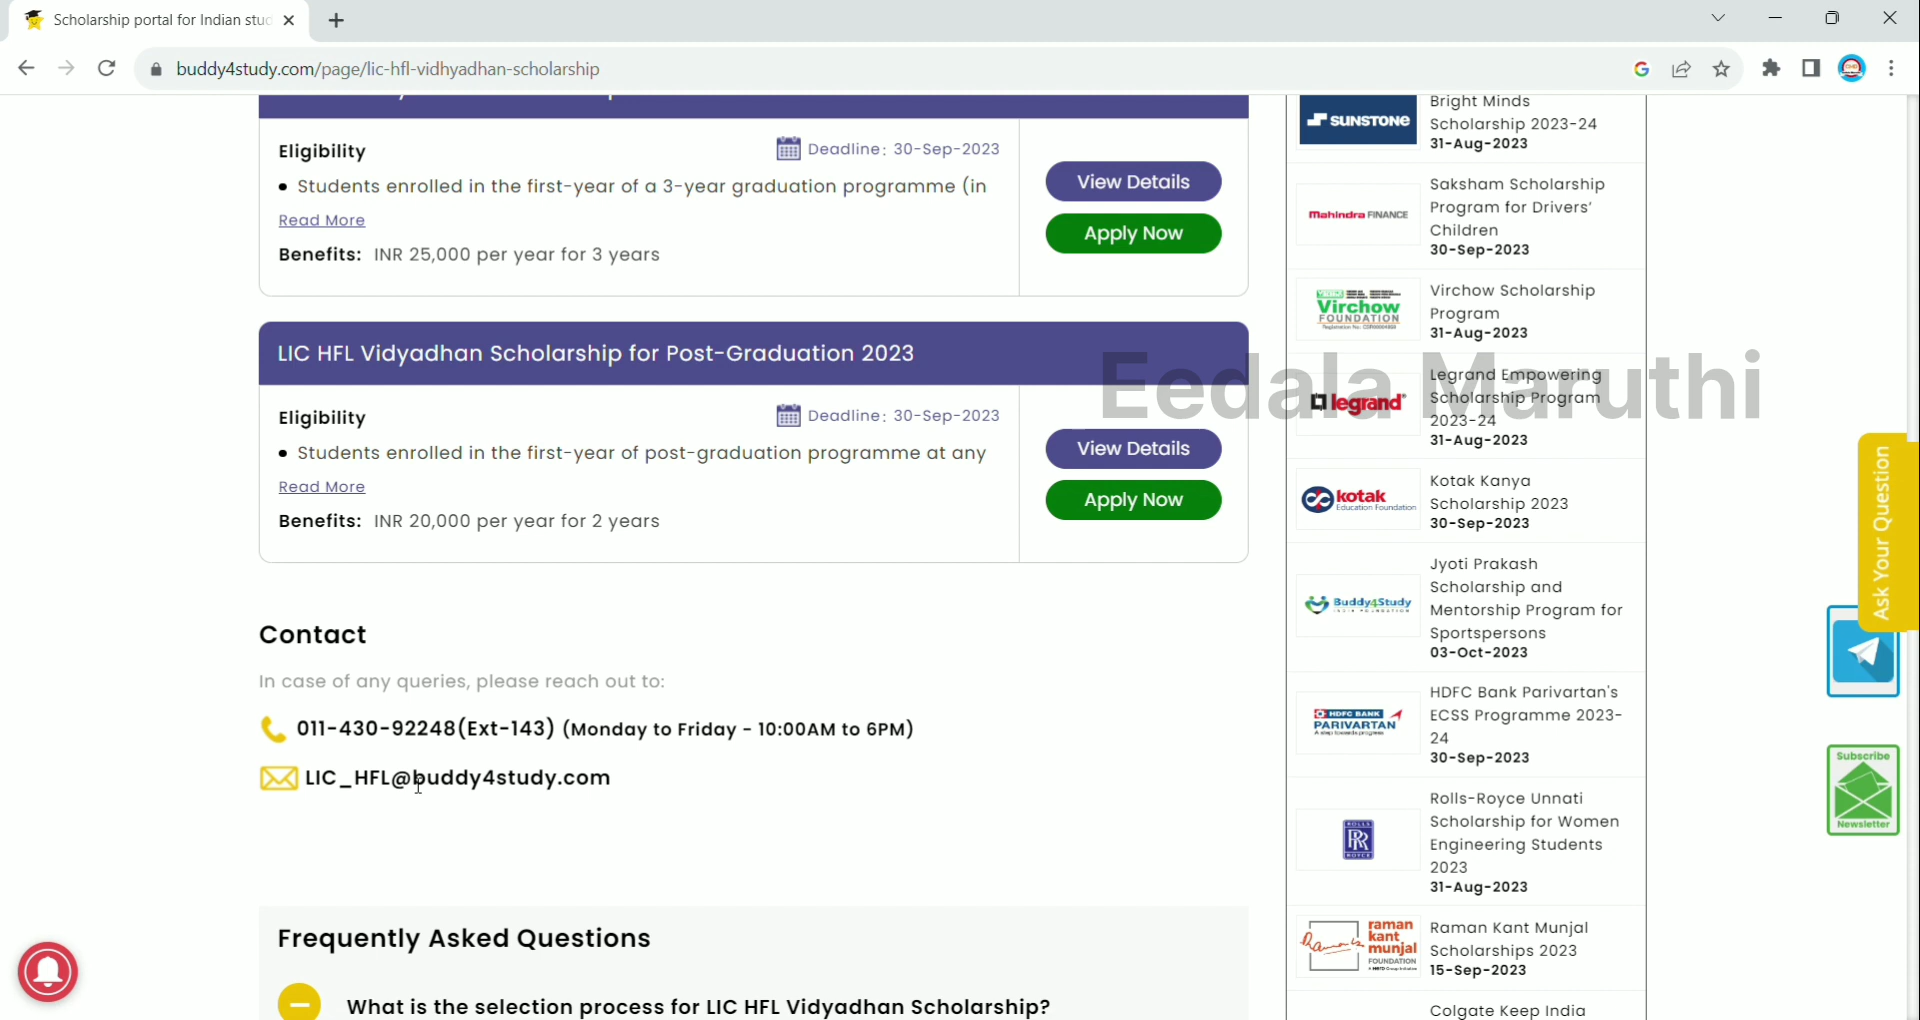 Scholarship portal for Indian stud
buddy4study.com/page/lic-hfl-vidhyadhan-scholarship
Eligibility
Deadline: 30-Sep-2023
Students enrolled in the first-year of a 3-year graduation programme (in
Read More
Benefits: INR 25,000 per year for 3 years
View Details
Apply Now
LIC HFL Vidyadhan Scholarship for Post-Graduation 2023
Eligibility
Deadline: 30-Sep-2023
Students enrolled in the first-year of post-graduation programme at any
Read More
Benefits: INR 20,000 per year for 2 years
View Details
Apply Now
Contact
In case of any queries, please reach out to:
011-430-92248(Ext-143) (Monday to Friday - 10:00AM to 6PM)
LIC_HFL@buddy4study.com
Frequently Asked Questions
What is the selection process for LIC HFL Vidyadhan Scholarship?
SUNSTONE
Bright Minds
Scholarship 2023-24
31-Aug-2023
Mahindra FINANCE
Saksham Scholarship
Program for Drivers'
Children
30-Sep-2023
Virchow
FOUNDATION
Virchow Scholarship
Program
31-Aug-2023
Eedala Maruthi
legrand
Legrand Empowering
Scholarship Program
2023-24
31-Aug-2023
kotak
Education Foundation
Kotak Kanya
Scholarship 2023
30-Sep-2023
Buddy4Study
INDIA FOUNDATION
Jyoti Prakash
Scholarship and
Mentorship Program for
Sportspersons
03-Oct-2023
HDFC BANK
PARIVARTAN
A step towards progress
HDFC Bank Parivartan's
ECSS Programme 2023-
24
30-Sep-2023
ROLLS
RR
ROYCE
Rolls-Royce Unnati
Scholarship for Women
Engineering Students
2023
31-Aug-2023
raman
kant
munjal
FOUNDATION
Raman Kant Munjal
Scholarships 2023
15-Sep-2023
Colgate Keep India
Ask Your Question
Subscribe
Newsletter